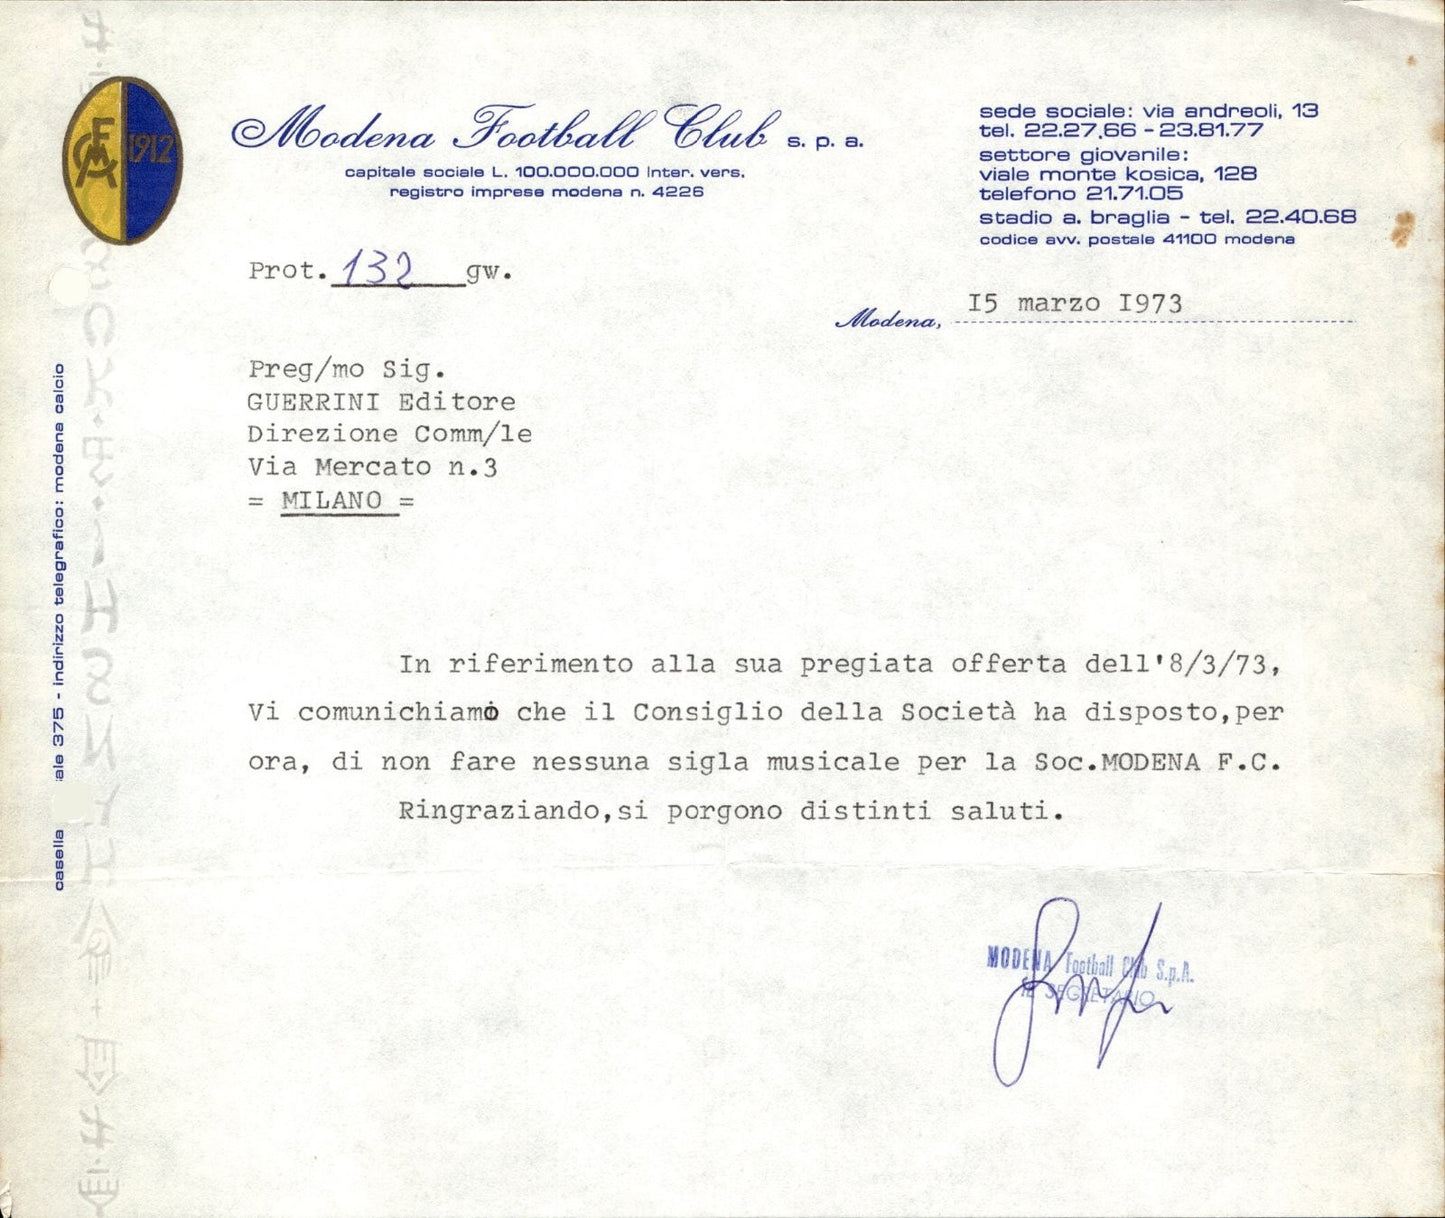 1912
Modena Football Club s. p. a.
capitale sociale L. 100.000.000 inter. vers.
registro imprese modena n. 4226
sede sociale: via andreoli, 13
tel. 22.27.66 - 23.81.77
settore giovanile:
viale monte kosica, 128
telefono 21.71.05
stadio a. braglia - tel. 22.40.68
codice avv. postale 41100 modena
Prot. 132 gw.
Modena, I5 marzo I973
Preg/mo Sig.
GUERRINI Editore
Direzione Comm/le
Via Mercato n.3
= MILANO =
In riferimento alla sua pregiata offerta dell'8/3/73,
Vi comunichiamo che il Consiglio della Società ha disposto,per
ora, di non fare nessuna sigla musicale per la Soc.MODENA F.C.
Ringraziando,si porgono distinti saluti.
MODENA Football Club S.p.A.
IL SEGRETARIO
casella ale 375 - indirizzo telegrafico: modena calcio